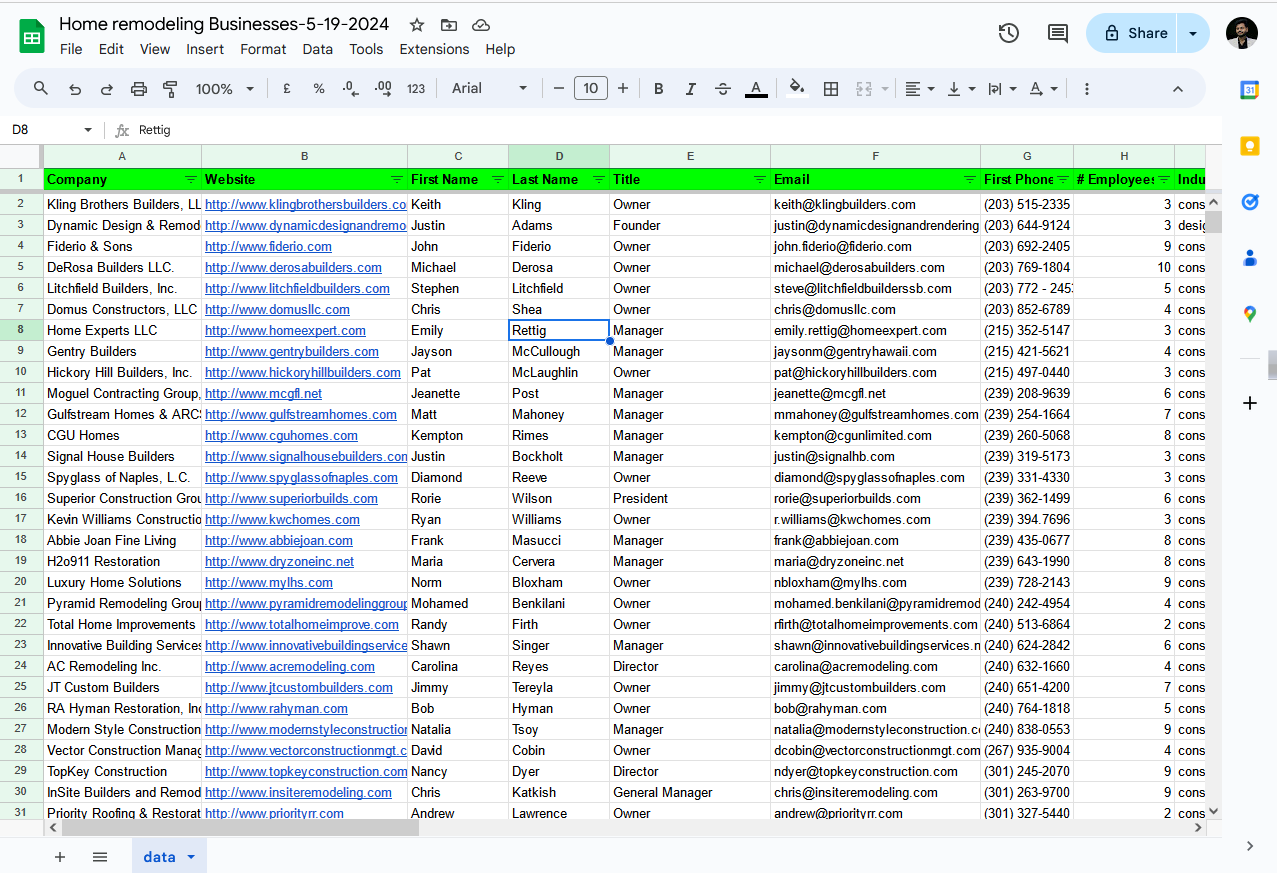 Home remodeling Businesses-5-19-2024
File Edit View Insert Format Data Tools Extensions Help
Share
100% £ % .0 .00 123 Arial 10 B I A
D8 fx Rettig
A B C D E F G H
1 Company Website First Name Last Name Title Email First Phone # Employees Indu
2 Kling Brothers Builders, LL http://www.klingbrothersbuilders.co Keith Kling Owner keith@klingbuilders.com (203) 515-2335 3 cons
3 Dynamic Design & Remod http://www.dynamicdesignandremo Justin Adams Founder justin@dynamicdesignandrendering (203) 644-9124 3 desig
4 Fiderio & Sons http://www.fiderio.com John Fiderio Owner john.fiderio@fiderio.com (203) 692-2405 9 cons
5 DeRosa Builders LLC. http://www.derosabuilders.com Michael Derosa Owner michael@derosabuilders.com (203) 769-1804 10 cons
6 Litchfield Builders, Inc. http://www.litchfieldbuilders.com Stephen Litchfield Owner steve@litchfieldbuilderssb.com (203) 772 - 245 5 cons
7 Domus Constructors, LLC http://www.domusllc.com Chris Shea Owner chris@domusllc.com (203) 852-6789 4 cons
8 Home Experts LLC http://www.homeexpert.com Emily Rettig Manager emily.rettig@homeexpert.com (215) 352-5147 3 cons
9 Gentry Builders http://www.gentrybuilders.com Jayson McCullough Manager jaysonm@gentryhawaii.com (215) 421-5621 4 cons
10 Hickory Hill Builders, Inc. http://www.hickoryhillbuilders.com Pat McLaughlin Owner pat@hickoryhillbuilders.com (215) 497-0440 3 cons
11 Moguel Contracting Group, http://www.mcgfl.net Jeanette Post Manager jeanette@mcgfl.net (239) 208-9639 6 cons
12 Gulfstream Homes & ARC http://www.gulfstreamhomes.com Matt Mahoney Manager mmahoney@gulfstreamhomes.com (239) 254-1664 7 cons
13 CGU Homes http://www.cguhomes.com Kempton Rimes Manager kempton@cgunlimited.com (239) 260-5068 8 cons
14 Signal House Builders http://www.signalhousebuilders.con Justin Bockholt Manager justin@signalhb.com (239) 319-5173 3 cons
15 Spyglass of Naples, L.C. http://www.spyglassofnaples.com Diamond Reeve Owner diamond@spyglassofnaples.com (239) 331-4330 3 cons
16 Superior Construction Grou http://www.superiorbuilds.com Rorie Wilson President rorie@superiorbuilds.com (239) 362-1499 6 cons
17 Kevin Williams Constructio http://www.kwchomes.com Ryan Williams Owner r.williams@kwchomes.com (239) 394.7696 3 cons
18 Abbie Joan Fine Living http://www.abbiejoan.com Frank Masucci Manager frank@abbiejoan.com (239) 435-0677 8 cons
19 H2o911 Restoration http://www.dryzoneinc.net Maria Cervera Manager maria@dryzoneinc.net (239) 643-1990 8 cons
20 Luxury Home Solutions http://www.mylhs.com Norm Bloxham Owner nbloxham@mylhs.com (239) 728-2143 9 cons
21 Pyramid Remodeling Group http://www.pyramidremodelinggroup Mohamed Benkilani Owner mohamed.benkilani@pyramidremod (240) 242-4954 4 cons
22 Total Home Improvements http://www.totalhomeimprove.com Randy Firth Owner rfirth@totalhomeimprovements.com (240) 513-6864 2 cons
23 Innovative Building Services http://www.innovativebuildingservice Shawn Singer Manager shawn@innovativebuildingservices.n (240) 624-2842 6 cons
24 AC Remodeling Inc. http://www.acremodeling.com Carolina Reyes Director carolina@acremodeling.com (240) 632-1660 4 cons
25 JT Custom Builders http://www.jtcustombuilders.com Jimmy Tereyla Owner jimmy@jtcustombuilders.com (240) 651-4200 7 cons
26 RA Hyman Restoration, Inc http://www.rahyman.com Bob Hyman Owner bob@rahyman.com (240) 764-1818 5 cons
27 Modern Style Construction http://www.modernstyleconstruction Natalia Tsoy Manager natalia@modernstyleconstruction.c (240) 838-0553 9 cons
28 Vector Construction Manag http://www.vectorconstructionmgt.c David Cobin Owner dcobin@vectorconstructionmgt.com (267) 935-9004 4 cons
29 TopKey Construction http://www.topkeyconstruction.com Nancy Dyer Director ndyer@topkeyconstruction.com (301) 245-2070 9 cons
30 InSite Builders and Remod http://www.insiteremodeling.com Chris Katkish General Manager chris@insiteremodeling.com (301) 263-9700 9 cons
31 Priority Roofing & Restorat http://www.priorityrr.com Andrew Lawrence Owner andrew@priorityrr.com (301) 327-5440 2 cons
data